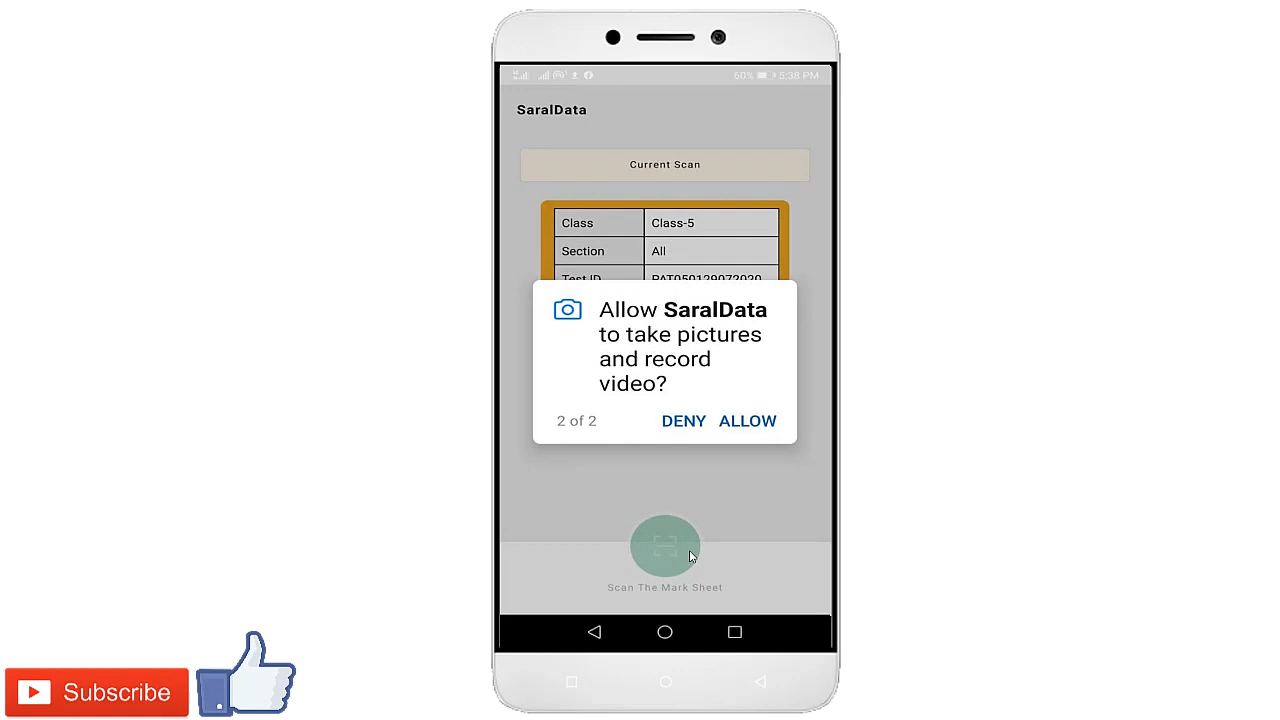 60% 5:38 PM
SaralData
Current Scan
Class Class-5
Section All
Test ID PAT050129072020
Allow SaralData
to take pictures
and record
video?
2 of 2 DENY ALLOW
Scan The Mark Sheet
Subscribe